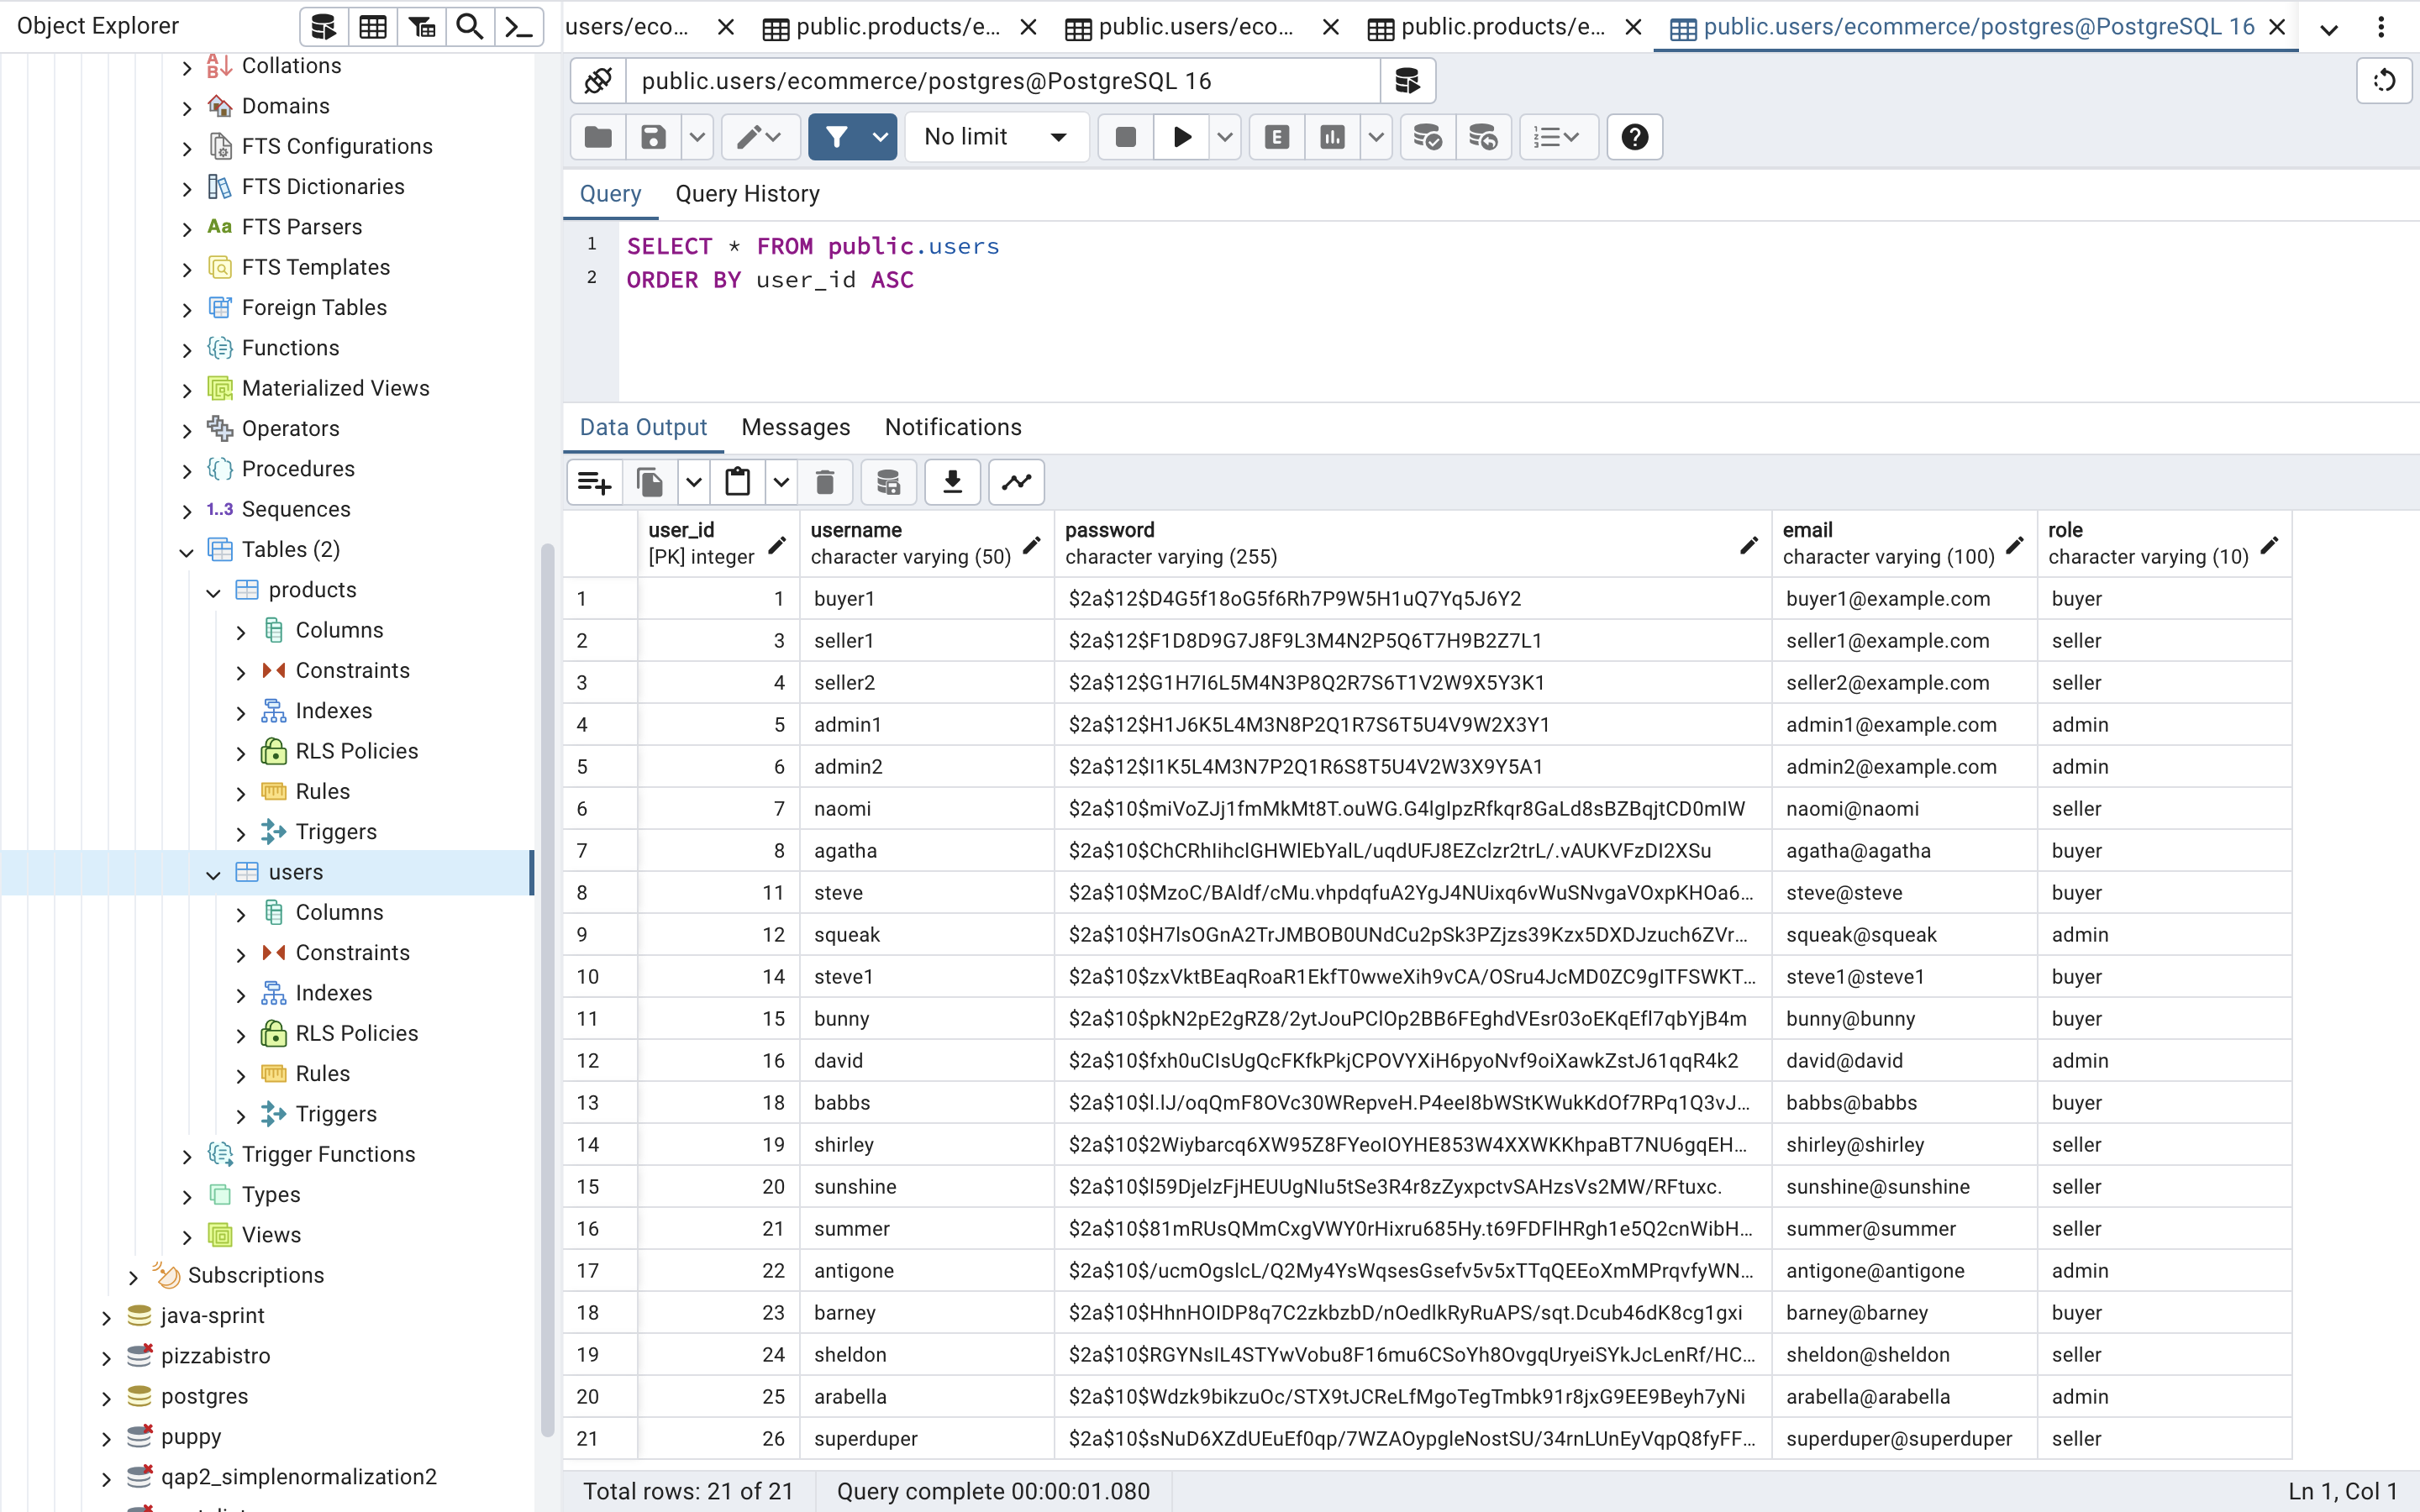 Object Explorer
users/eco...
public.products/e...
public.users/eco...
public.products/e...
public.users/ecommerce/postgres@PostgreSQL 16
Collations
Domains
FTS Configurations
FTS Dictionaries
Aa FTS Parsers
FTS Templates
Foreign Tables
Functions
Materialized Views
Operators
Procedures
1..3 Sequences
Tables (2)
products
Columns
Constraints
Indexes
RLS Policies
Rules
Triggers
users
Columns
Constraints
Indexes
RLS Policies
Rules
Triggers
Trigger Functions
Types
Views
Subscriptions
java-sprint
pizzabistro
postgres
puppy
qap2_simplenormalization2
public.users/ecommerce/postgres@PostgreSQL 16
No limit
E
Query Query History
1 SELECT * FROM public.users
2 ORDER BY user_id ASC
Data Output Messages Notifications
user_id username password email role
[PK] integer character varying (50) character varying (255) character varying (100) character varying (10)
1 1 buyer1 $2a$12$D4G5f18oG5f6Rh7P9W5H1uQ7Yq5J6Y2 buyer1@example.com buyer
2 3 seller1 $2a$12$F1D8D9G7J8F9L3M4N2P5Q6T7H9B2Z7L1 seller1@example.com seller
3 4 seller2 $2a$12$G1H7I6L5M4N3P8Q2R7S6T1V2W9X5Y3K1 seller2@example.com seller
4 5 admin1 $2a$12$H1J6K5L4M3N8P2Q1R7S6T5U4V9W2X3Y1 admin1@example.com admin
5 6 admin2 $2a$12$I1K5L4M3N7P2Q1R6S8T5U4V2W3X9Y5A1 admin2@example.com admin
6 7 naomi $2a$10$miVoZJj1fmMkMt8T.ouWG.G4lgIpzRfkqr8GaLd8sBZBqjtCD0mIW naomi@naomi seller
7 8 agatha $2a$10$ChCRhIihclGHWlEbYalL/uqdUFJ8EZclzr2trL/.vAUKVFzDI2XSu agatha@agatha buyer
8 11 steve $2a$10$MzoC/BAldf/cMu.vhpdqfuA2YgJ4NUixq6vWuSNvgaVOxpKHOa6... steve@steve buyer
9 12 squeak $2a$10$H7lsOGnA2TrJMBOB0UNdCu2pSk3PZjzs39Kzx5DXDJzuch6ZVr... squeak@squeak admin
10 14 steve1 $2a$10$zxVktBEaqRoaR1EkfT0wweXih9vCA/OSru4JcMD0ZC9gITFSWKT... steve1@steve1 buyer
11 15 bunny $2a$10$pkN2pE2gRZ8/2ytJouPClOp2BB6FEghdVEsr03oEKqEfl7qbYjB4m bunny@bunny buyer
12 16 david $2a$10$fxh0uCIsUgQcFKfkPkjCPOVYXiH6pyoNvf9oiXawkZstJ61qqR4k2 david@david admin
13 18 babbs $2a$10$l.lJ/oqQmF8OVc30WRepveH.P4eeI8bWStKWukKdOf7RPq1Q3vJ... babbs@babbs buyer
14 19 shirley $2a$10$2Wiybarcq6XW95Z8FYeoIOYHE853W4XXWKKhpaBT7NU6gqEH... shirley@shirley seller
15 20 sunshine $2a$10$l59DjelzFjHEUUgNIu5tSe3R4r8zZyxpctvSAHzsVs2MW/RFtuxc. sunshine@sunshine seller
16 21 summer $2a$10$81mRUsQMmCxgVWY0rHixru685Hy.t69FDFlHRgh1e5Q2cnWibH... summer@summer seller
17 22 antigone $2a$10$/ucmOgslcL/Q2My4YsWqsesGsefv5v5xTTqQEEoXmMPrqvfyWN... antigone@antigone admin
18 23 barney $2a$10$HhnHOIDP8q7C2zkbzbD/nOedlkRyRuAPS/sqt.Dcub46dK8cg1gxi barney@barney buyer
19 24 sheldon $2a$10$RGYNsIL4STYwVobu8F16mu6CSoYh8OvgqUryeiSYkJcLenRf/HC... sheldon@sheldon seller
20 25 arabella $2a$10$Wdzk9bikzuOc/STX9tJCReLfMgoTegTmbk91r8jxG9EE9Beyh7yNi arabella@arabella admin
21 26 superduper $2a$10$sNuD6XZdUEuEf0qp/7WZAOypgleNostSU/34rnLUnEyVqpQ8fyFF... superduper@superduper seller
Total rows: 21 of 21 Query complete 00:00:01.080 Ln 1, Col 1